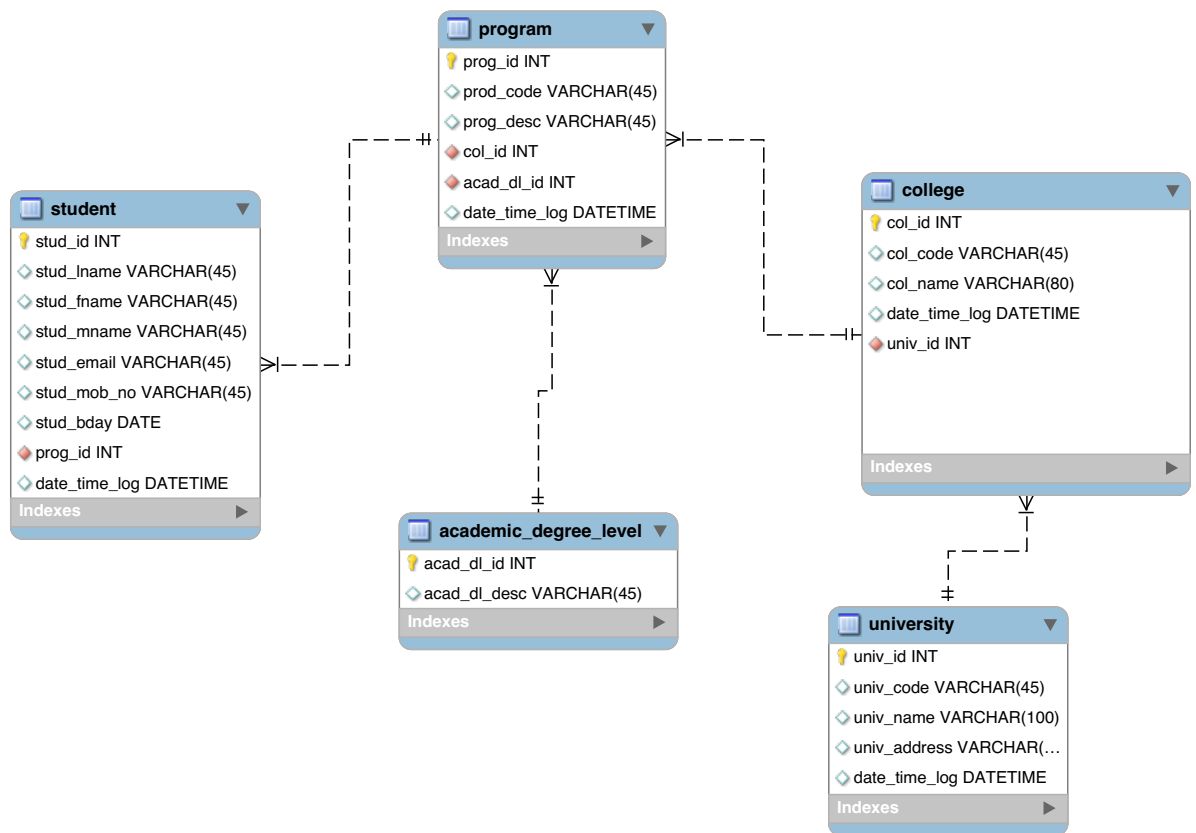 program
prog_id INT
prod_code VARCHAR(45)
prog_desc VARCHAR(45)
col_id INT
acad_dl_id INT
date_time_log DATETIME
Indexes
student
stud_id INT
stud_lname VARCHAR(45)
stud_fname VARCHAR(45)
stud_mname VARCHAR(45)
stud_email VARCHAR(45)
stud_mob_no VARCHAR(45)
stud_bday DATE
prog_id INT
date_time_log DATETIME
Indexes
college
col_id INT
col_code VARCHAR(45)
col_name VARCHAR(80)
date_time_log DATETIME
univ_id INT
Indexes
academic_degree_level
acad_dl_id INT
acad_dl_desc VARCHAR(45)
Indexes
university
univ_id INT
univ_code VARCHAR(45)
univ_name VARCHAR(100)
univ_address VARCHAR(…
date_time_log DATETIME
Indexes